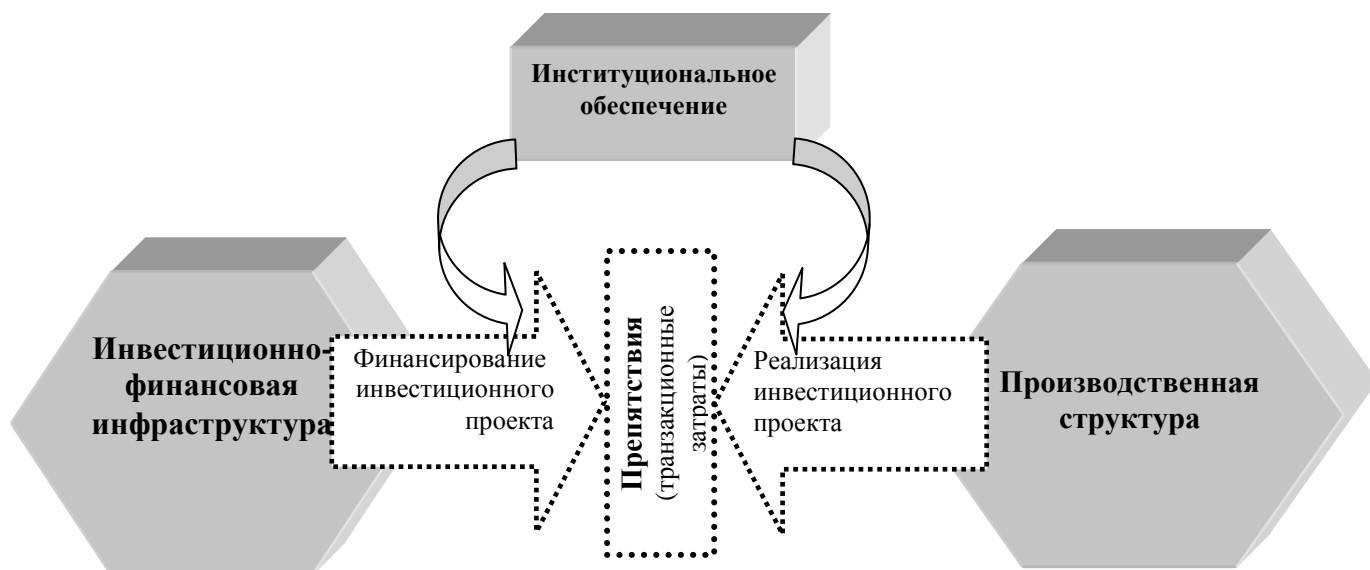 Институциональное
обеспечение
Инвестиционно-
финансовая
инфраструктура
Финансирование
инвестиционного
проекта
Препятствия
(транзакционные
затраты)
Реализация
инвестиционного
проекта
Производственная
структура